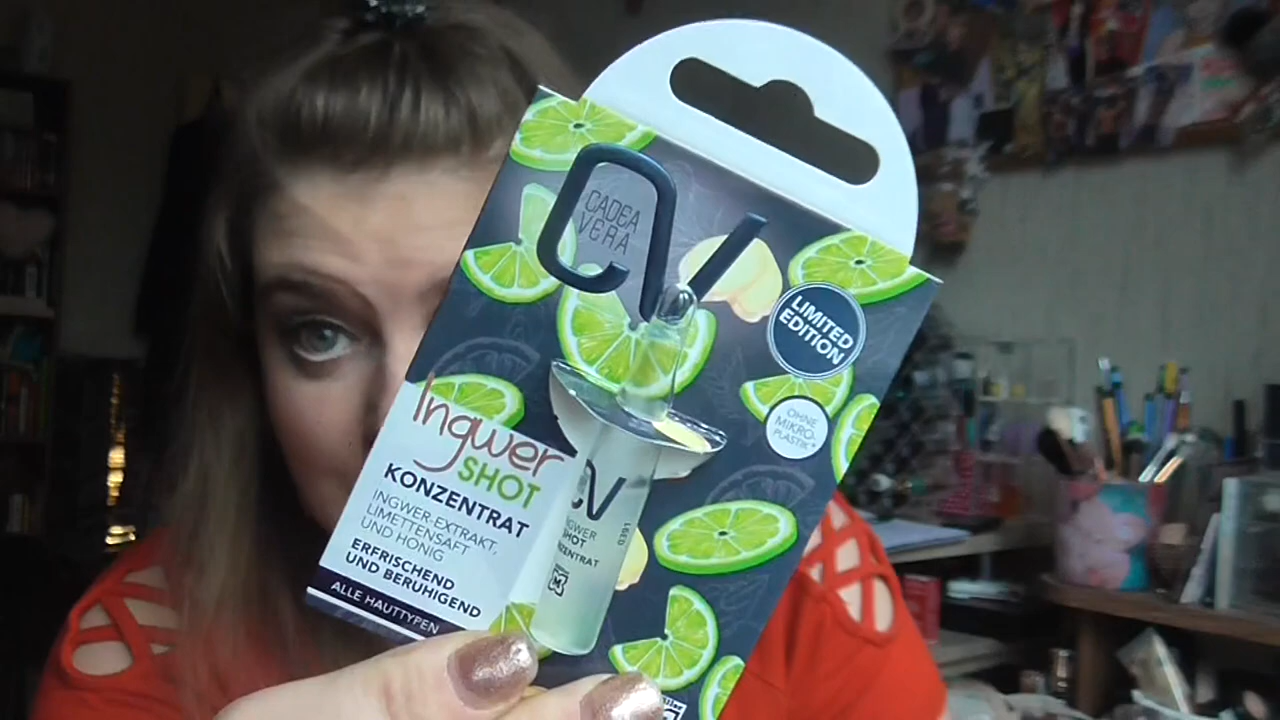 CADEA
VERA
CV
LIMITED
EDITION
OHNE
MIKRO-
PLASTIK*
Ingwer
SHOT
KONZENTRAT
INGWER-EXTRAKT,
LIMETTENSAFT
UND HONIG
ERFRISCHEND
UND BERUHIGEND
ALLE HAUTTYPEN
CV
INGWER
SHOT